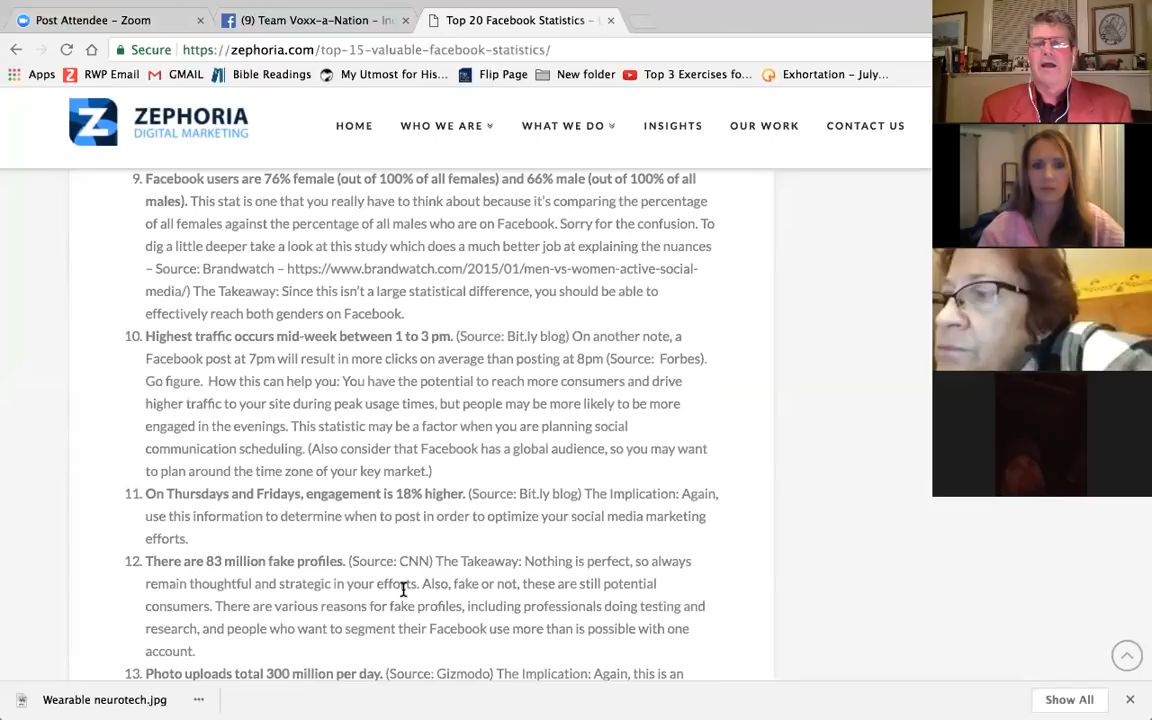 Post Attendee - Zoom
(9) Team Voxx-a-Nation - In
Top 20 Facebook Statistics -
Secure https://zephoria.com/top-15-valuable-facebook-statistics/
Apps RWP Email GMAIL Bible Readings My Utmost for His... Flip Page New folder Top 3 Exercises fo... Exhortation - July...
Z ZEPHORIA
DIGITAL MARKETING
HOME WHO WE ARE WHAT WE DO INSIGHTS OUR WORK CONTACT US
9. Facebook users are 76% female (out of 100% of all females) and 66% male (out of 100% of all
males). This stat is one that you really have to think about because it's comparing the percentage
of all females against the percentage of all males who are on Facebook. Sorry for the confusion. To
dig a little deeper take a look at this study which does a much better job at explaining the nuances
– Source: Brandwatch – https://www.brandwatch.com/2015/01/men-vs-women-active-social-
media/) The Takeaway: Since this isn't a large statistical difference, you should be able to
effectively reach both genders on Facebook.
10. Highest traffic occurs mid-week between 1 to 3 pm. (Source: Bit.ly blog) On another note, a
Facebook post at 7pm will result in more clicks on average than posting at 8pm (Source: Forbes).
Go figure. How this can help you: You have the potential to reach more consumers and drive
higher traffic to your site during peak usage times, but people may be more likely to be more
engaged in the evenings. This statistic may be a factor when you are planning social
communication scheduling. (Also consider that Facebook has a global audience, so you may want
to plan around the time zone of your key market.)
11. On Thursdays and Fridays, engagement is 18% higher. (Source: Bit.ly blog) The Implication: Again,
use this information to determine when to post in order to optimize your social media marketing
efforts.
12. There are 83 million fake profiles. (Source: CNN) The Takeaway: Nothing is perfect, so always
remain thoughtful and strategic in your efforts. Also, fake or not, these are still potential
consumers. There are various reasons for fake profiles, including professionals doing testing and
research, and people who want to segment their Facebook use more than is possible with one
account.
13. Photo uploads total 300 million per day. (Source: Gizmodo) The Implication: Again, this is an
Wearable neurotech.jpg
Show All